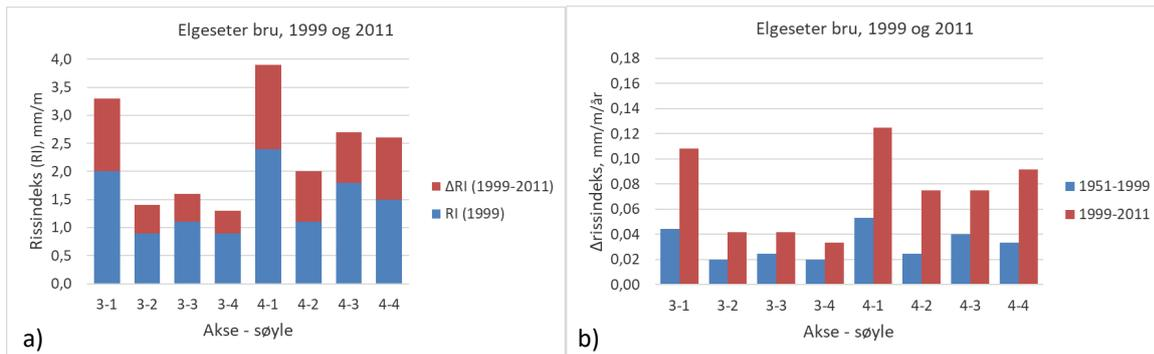 Elgeseter bru, 1999 og 2011
Rissindeks (RI), mm/m
4,0
3,5
3,0
2,5
2,0
1,5
1,0
0,5
0,0
3-1 3-2 3-3 3-4 4-1 4-2 4-3 4-4
Akse - søyle
ΔRI (1999-2011)
RI (1999)
a)
Elgeseter bru, 1999 og 2011
Δrissindeks, mm/m/år
0,18
0,16
0,14
0,12
0,10
0,08
0,06
0,04
0,02
0,00
3-1 3-2 3-3 3-4 4-1 4-2 4-3 4-4
Akse - søyle
1951-1999
1999-2011
b)